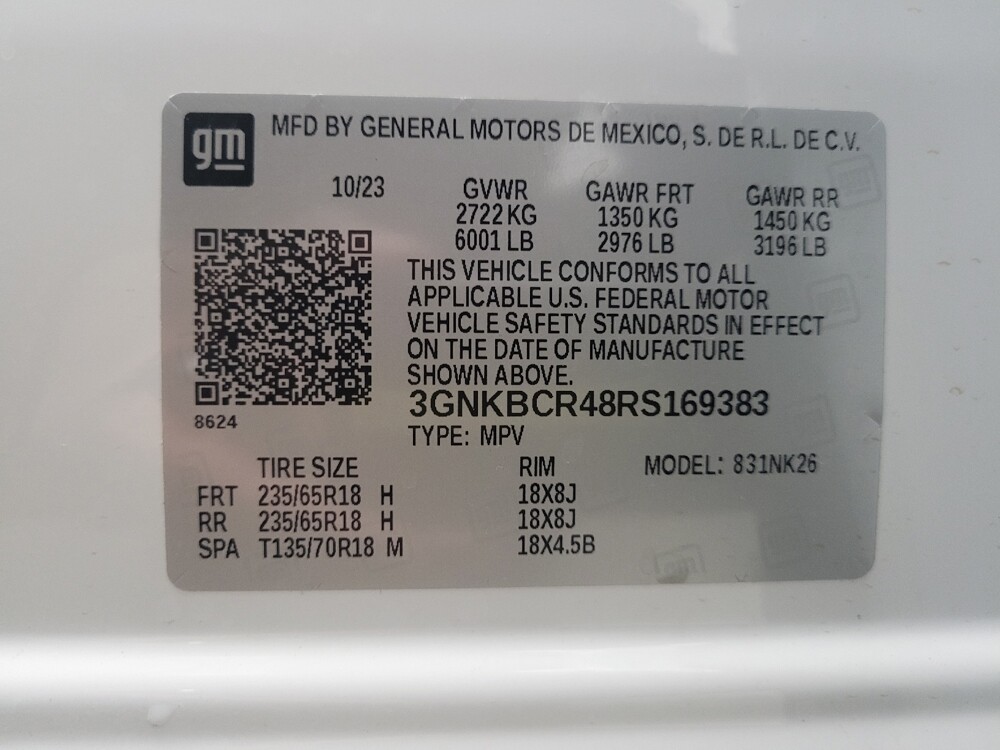 gm
MFD BY GENERAL MOTORS DE MEXICO, S. DE R.L. DE C.V.
10/23 GVWR GAWR FRT GAWR RR
2722 KG 1350 KG 1450 KG
6001 LB 2976 LB 3196 LB
THIS VEHICLE CONFORMS TO ALL
APPLICABLE U.S. FEDERAL MOTOR
VEHICLE SAFETY STANDARDS IN EFFECT
ON THE DATE OF MANUFACTURE
SHOWN ABOVE.
3GNKBCR48RS169383
8624
TYPE: MPV
TIRE SIZE RIM MODEL: 831NK26
FRT 235/65R18 H 18X8J
RR 235/65R18 H 18X8J
SPA T135/70R18 M 18X4.5B